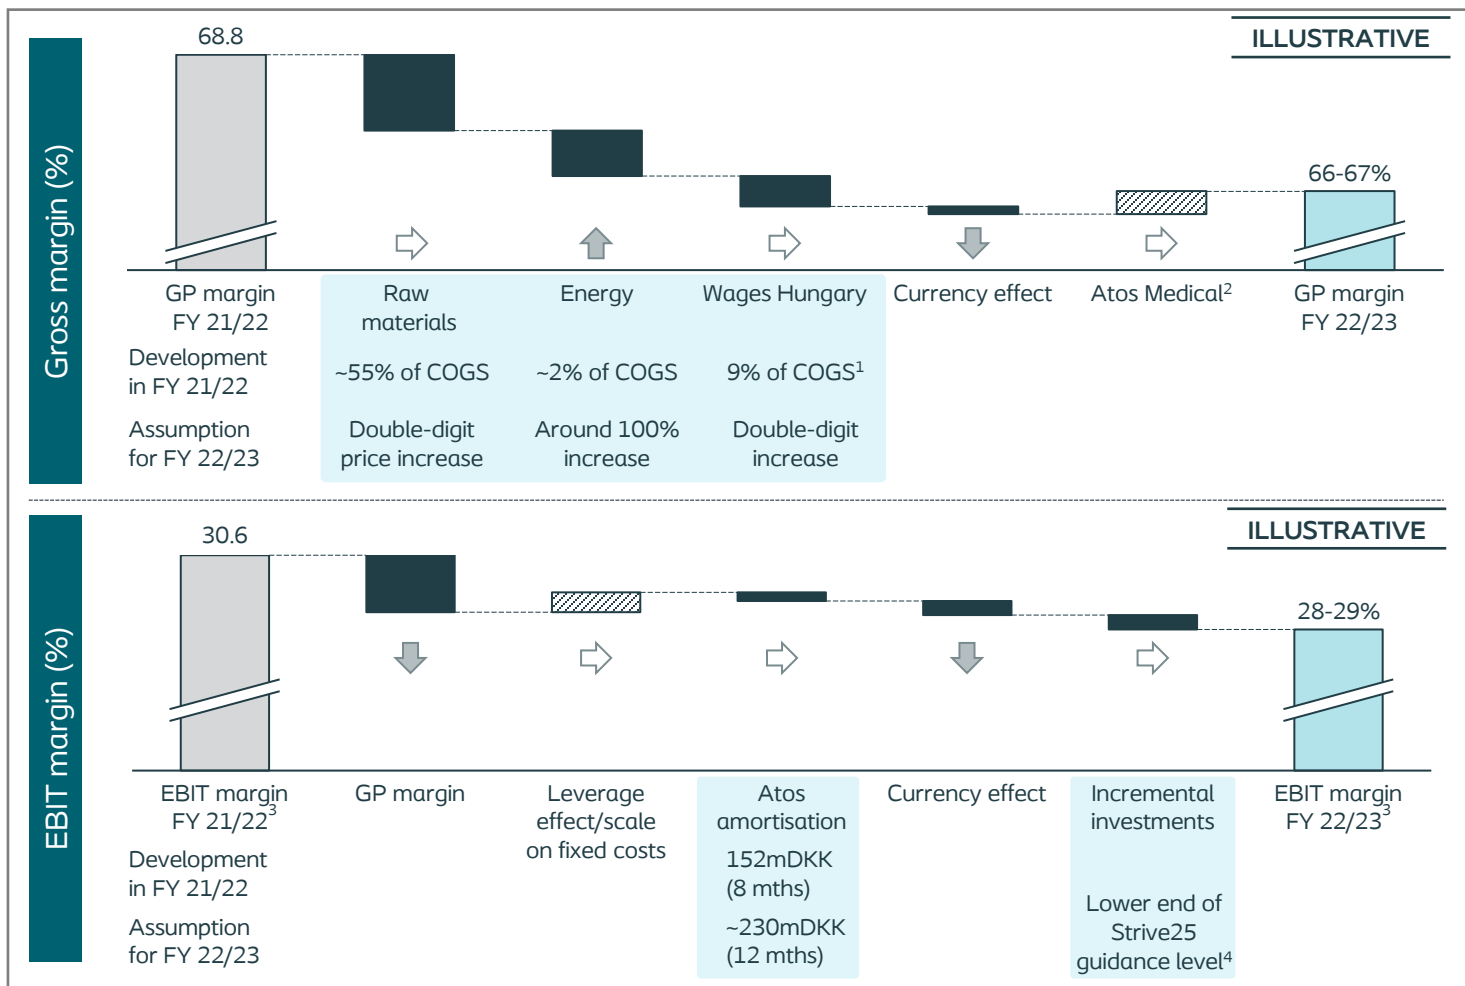 Gross margin (%)
ILLUSTRATIVE
68.8
66-67%
GP margin
FY 21/22
Raw
materials
Energy
Wages Hungary
Currency effect
Atos Medical²
GP margin
FY 22/23
Development
in FY 21/22
~55% of COGS
~2% of COGS
9% of COGS¹
Assumption
for FY 22/23
Double-digit
price increase
Around 100%
increase
Double-digit
increase
EBIT margin (%)
ILLUSTRATIVE
30.6
28-29%
EBIT margin
FY 21/22³
GP margin
Leverage
effect/scale
on fixed costs
Atos
amortisation
Currency effect
Incremental
investments
EBIT margin
FY 22/23³
Development
in FY 21/22
152mDKK
(8 mths)
Assumption
for FY 22/23
~230mDKK
(12 mths)
Lower end of
Strive25
guidance level⁴